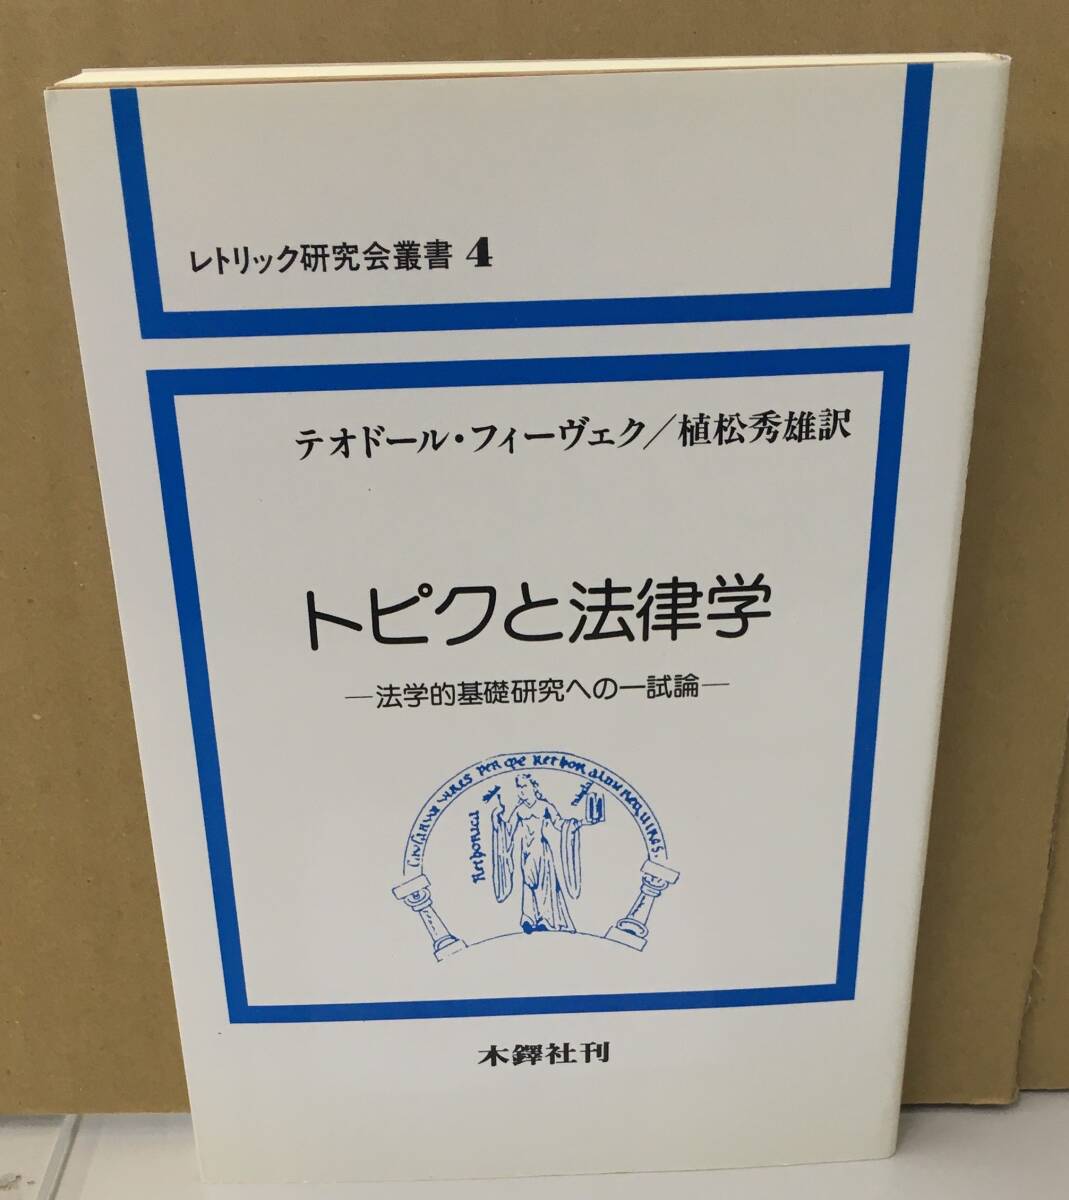 レトリック研究会叢書 4
テオドール・フィーヴェク／植松秀雄訳
トピクと法律学
―法学的基礎研究への一試論―
木鐸社刊